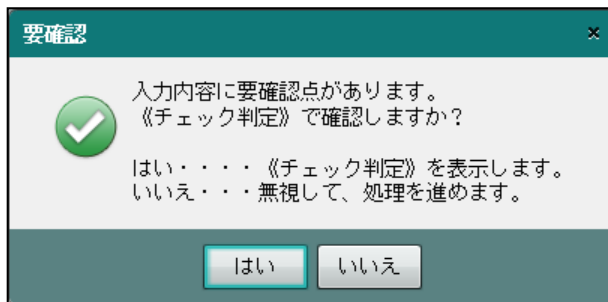 要確認
×
入力内容に要確認点があります。
《チェック判定》で確認しますか?
はい・・・・《チェック判定》を表示します。
いいえ・・・無視して、処理を進めます。
はい
いいえ